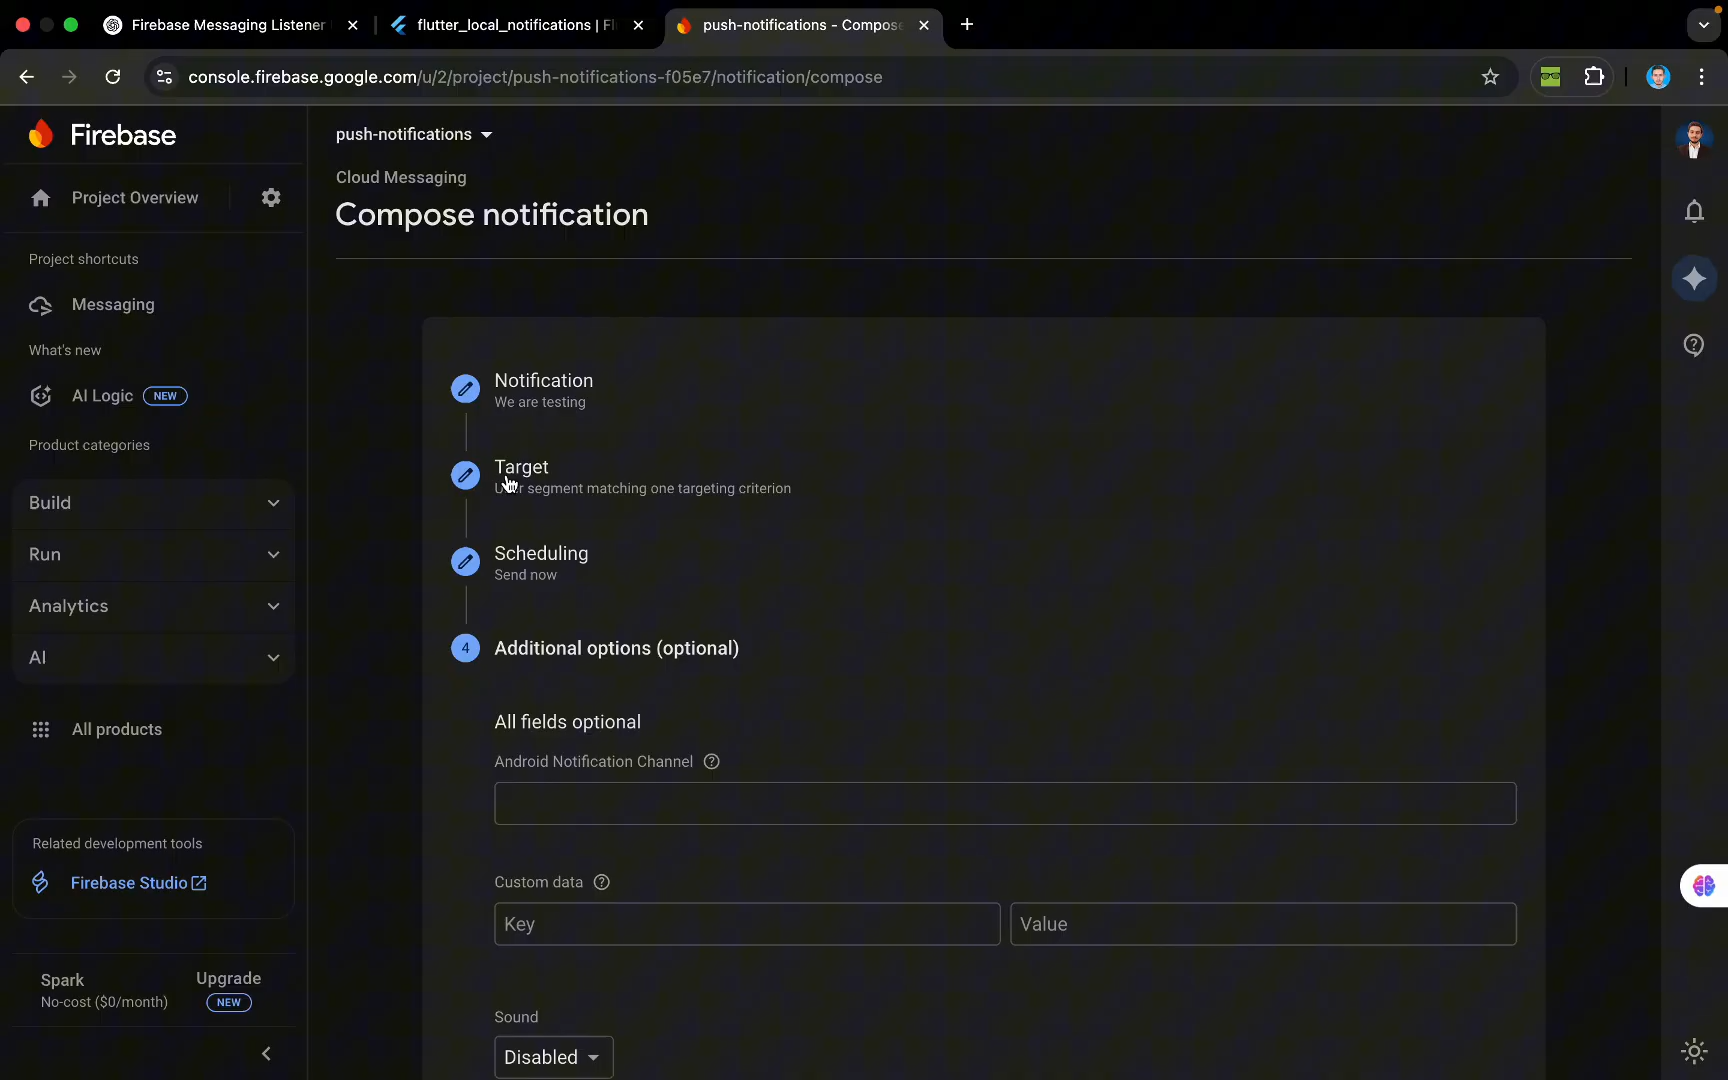 Firebase Messaging Listener
flutter_local_notifications | Fl
push-notifications - Compose
console.firebase.google.com/u/2/project/push-notifications-f05e7/notification/compose
Firebase
push-notifications
Project Overview
Cloud Messaging
Compose notification
Project shortcuts
Messaging
What's new
AI Logic NEW
Product categories
Build
Run
Analytics
AI
All products
Related development tools
Firebase Studio
Spark
No-cost ($0/month)
Upgrade
NEW
Notification
We are testing
Target
User segment matching one targeting criterion
Scheduling
Send now
4 Additional options (optional)
All fields optional
Android Notification Channel
Custom data
Key
Value
Sound
Disabled